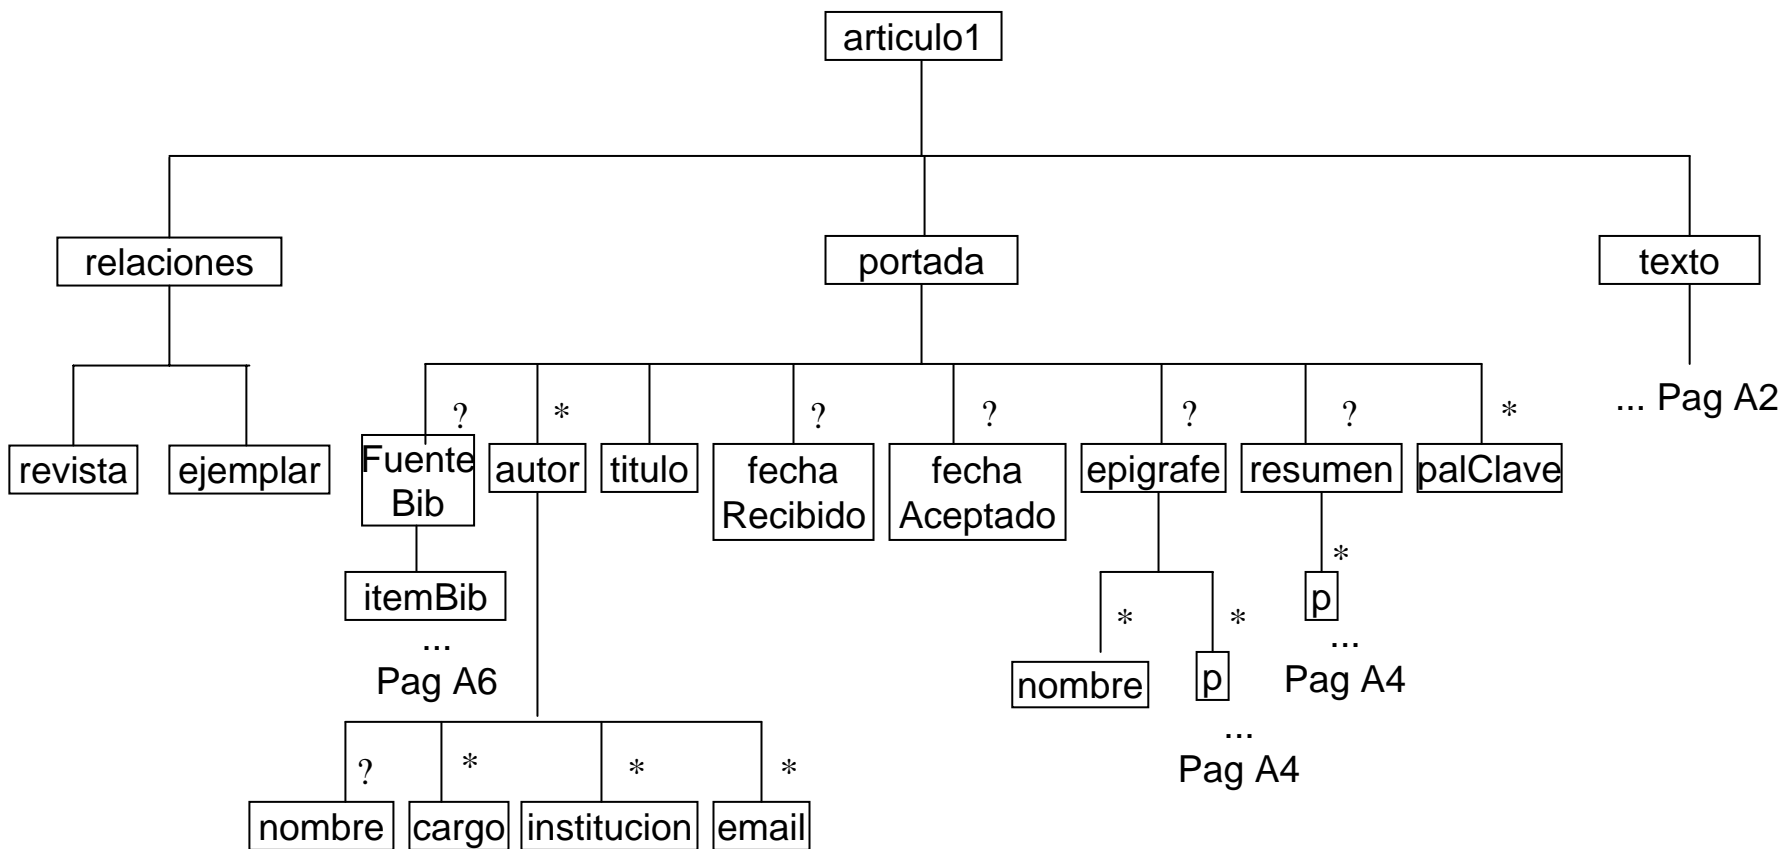 articulo1
relaciones
portada
texto
... Pag A2
? * ? ? ? ? *
revista
ejemplar
Fuente
Bib
autor
titulo
fecha
Recibido
fecha
Aceptado
epigrafe
resumen
palClave
*
itemBib
p
* *
...
Pag A6
...
Pag A4
nombre
p
...
Pag A4
? * * *
nombre
cargo
institucion
email